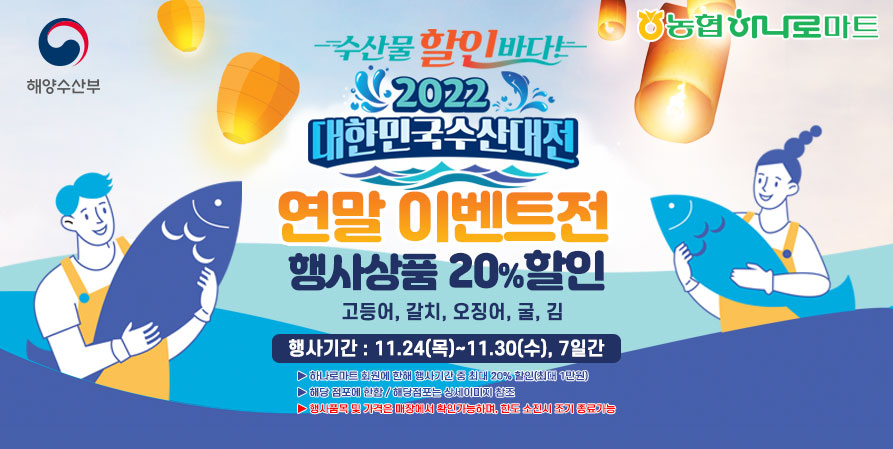 해양수산부
농협 하나로마트
수산물 할인바다!
2022
대한민국수산대전
연말 이벤트전
행사상품 20%할인
고등어, 갈치, 오징어, 굴, 김
행사기간 : 11.24(목)~11.30(수), 7일간
▶ 하나로마트 회원에 한해 행사기간 중 최대 20% 할인(최대 1만원)
▶ 해당 점포에 한함 / 해당점포는 상세이미지 참조
▶ 행사품목 및 가격은 매장에서 확인가능하며, 한도 소진시 조기 종료가능